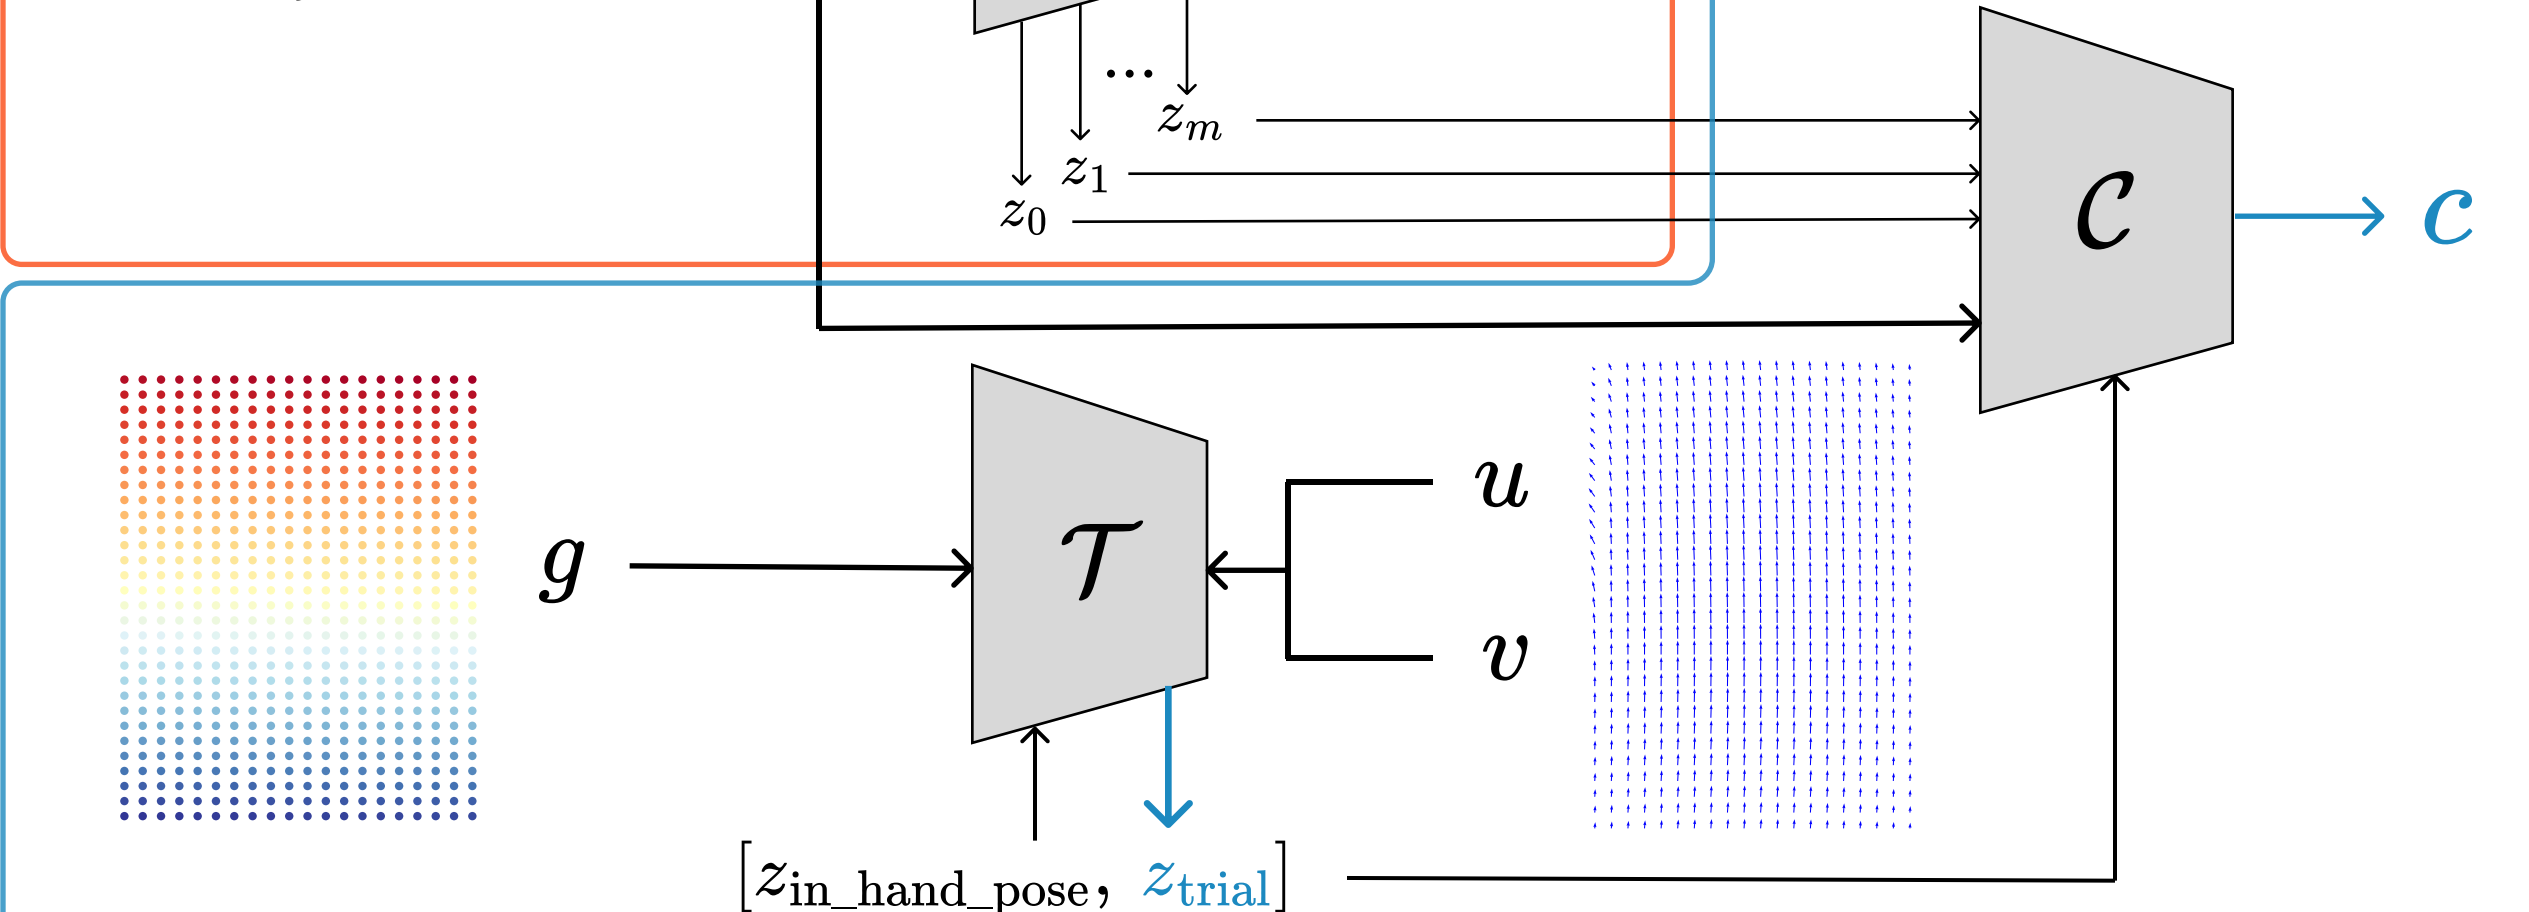 ...
z_m
z_1
z_0
𝒞
c
g
𝒯
u
v
[z_in_hand_pose, z_trial]